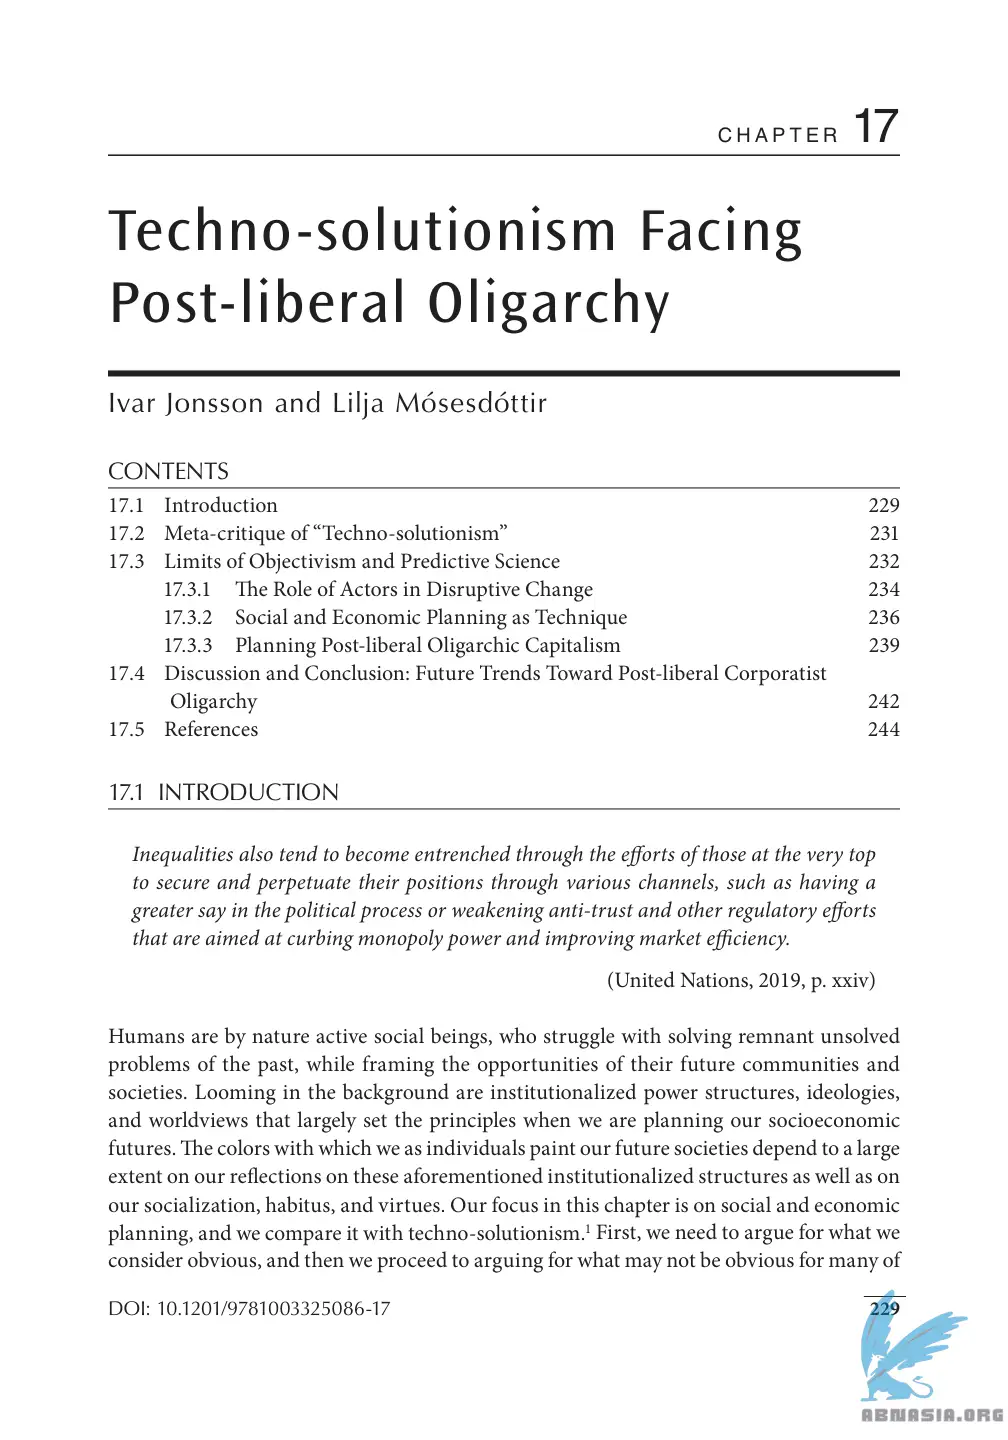 CHAPTER 17
Techno-solutionism Facing
Post-liberal Oligarchy
Ivar Jonsson and Lilja Mósesdóttir
CONTENTS
17.1 Introduction 229
17.2 Meta-critique of “Techno-solutionism” 231
17.3 Limits of Objectivism and Predictive Science 232
17.3.1 The Role of Actors in Disruptive Change 234
17.3.2 Social and Economic Planning as Technique 236
17.3.3 Planning Post-liberal Oligarchic Capitalism 239
17.4 Discussion and Conclusion: Future Trends Toward Post-liberal Corporatist
Oligarchy 242
17.5 References 244
17.1 INTRODUCTION
Inequalities also tend to become entrenched through the efforts of those at the very top
to secure and perpetuate their positions through various channels, such as having a
greater say in the political process or weakening anti-trust and other regulatory efforts
that are aimed at curbing monopoly power and improving market efficiency.
(United Nations, 2019, p. xxiv)
Humans are by nature active social beings, who struggle with solving remnant unsolved
problems of the past, while framing the opportunities of their future communities and
societies. Looming in the background are institutionalized power structures, ideologies,
and worldviews that largely set the principles when we are planning our socioeconomic
futures. The colors with which we as individuals paint our future societies depend to a large
extent on our reflections on these aforementioned institutionalized structures as well as on
our socialization, habitus, and virtues. Our focus in this chapter is on social and economic
planning, and we compare it with techno-solutionism.¹ First, we need to argue for what we
consider obvious, and then we proceed to arguing for what may not be obvious for many of
DOI: 10.1201/9781003325086-17 229
ABNASIA.ORG